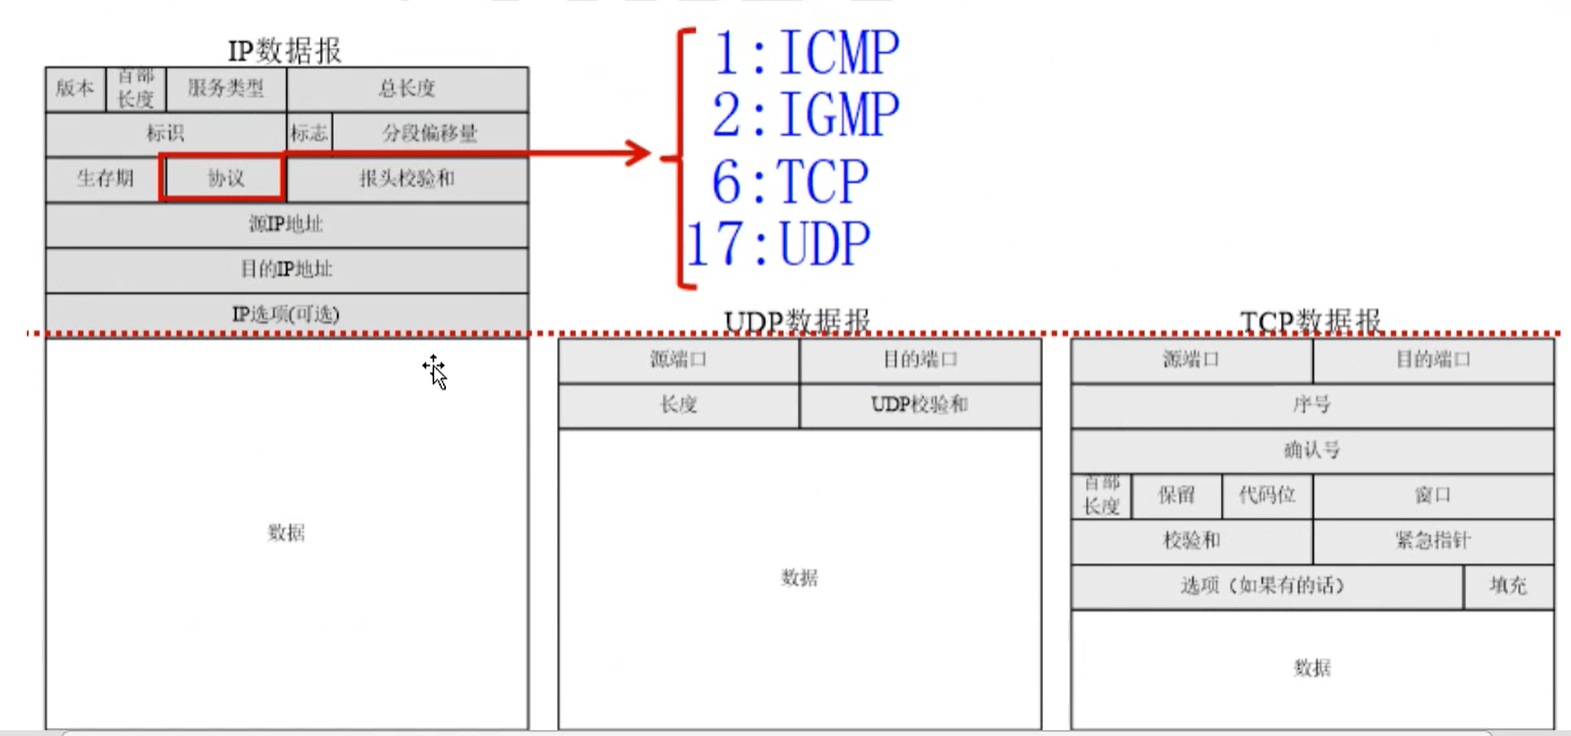 IP数据报
版本 首部长度 服务类型 总长度
标识 标志 分段偏移量
生存期 协议 报头校验和
源IP地址
目的IP地址
IP选项(可选)
数据
1:ICMP
2:IGMP
6:TCP
17:UDP
UDP数据报
源端口 目的端口
长度 UDP校验和
数据
TCP数据报
源端口 目的端口
序号
确认号
首部长度 保留 代码位 窗口
校验和 紧急指针
选项（如果有的话） 填充
数据